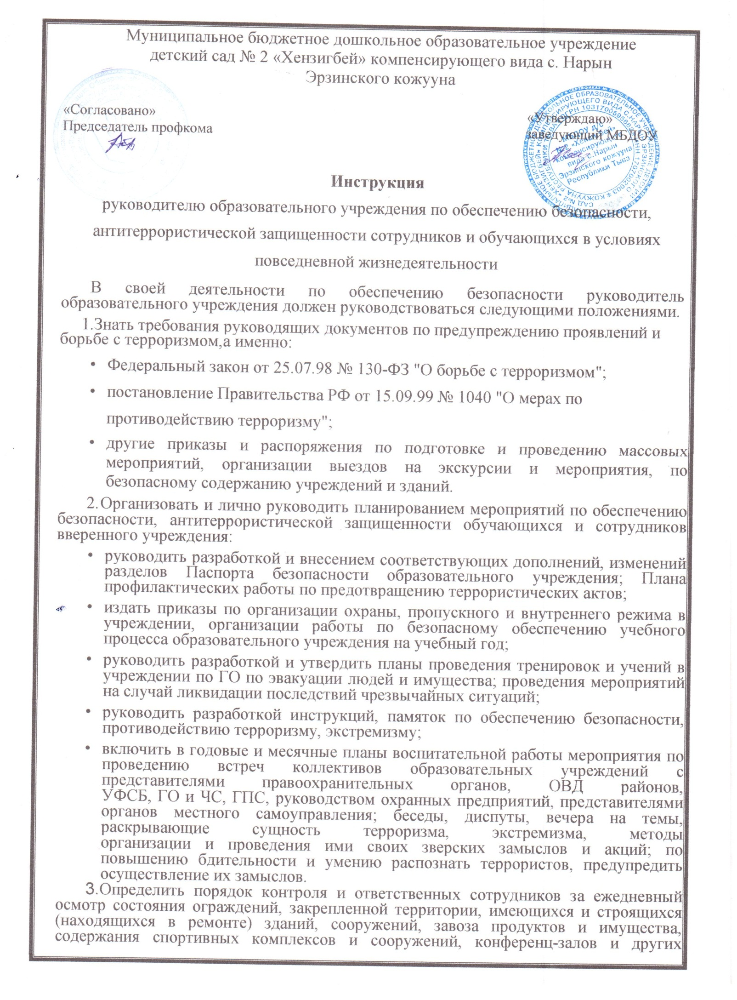 Муниципальное бюджетное дошкольное образовательное учреждение
детский сад № 2 «Хензигбей» компенсирующего вида с. Нарын
Эрзинского кожууна
«Согласовано»
Председатель профкома
«Утверждаю»
заведующий МБДОУ
МБДОУ д/с
№2 «Хензигбей»
компенсирующего
вида с.Нарын
Эрзинского кожууна
Республики Тыва
Инструкция
руководителю образовательного учреждения по обеспечению безопасности,
антитеррористической защищенности сотрудников и обучающихся в условиях
повседневной жизнедеятельности
В своей деятельности по обеспечению безопасности руководитель
образовательного учреждения должен руководствоваться следующими положениями.
1.Знать требования руководящих документов по предупреждению проявлений и
борьбе с терроризмом,а именно:
• Федеральный закон от 25.07.98 № 130-ФЗ "О борьбе с терроризмом";
• постановление Правительства РФ от 15.09.99 № 1040 "О мерах по
противодействию терроризму";
• другие приказы и распоряжения по подготовке и проведению массовых
мероприятий, организации выездов на экскурсии и мероприятия, по
безопасному содержанию учреждений и зданий.
2.Организовать и лично руководить планированием мероприятий по обеспечению
безопасности, антитеррористической защищенности обучающихся и сотрудников
вверенного учреждения:
• руководить разработкой и внесением соответствующих дополнений, изменений
разделов Паспорта безопасности образовательного учреждения; Плана
профилактических работы по предотвращению террористических актов;
• издать приказы по организации охраны, пропускного и внутреннего режима в
учреждении, организации работы по безопасному обеспечению учебного
процесса образовательного учреждения на учебный год;
• руководить разработкой и утвердить планы проведения тренировок и учений в
учреждении по ГО по эвакуации людей и имущества; проведения мероприятий
на случай ликвидации последствий чрезвычайных ситуаций;
• руководить разработкой инструкций, памяток по обеспечению безопасности,
противодействию терроризму, экстремизму;
• включить в годовые и месячные планы воспитательной работы мероприятия по
проведению встреч коллективов образовательных учреждений с
представителями правоохранительных органов, ОВД районов,
УФСБ, ГО и ЧС, ГПС, руководством охранных предприятий, представителями
органов местного самоуправления; беседы, диспуты, вечера на темы,
раскрывающие сущность терроризма, экстремизма, методы
организации и проведения ими своих зверских замыслов и акций; по
повышению бдительности и умению распознать террористов, предупредить
осуществление их замыслов.
3.Определить порядок контроля и ответственных сотрудников за ежедневный
осмотр состояния ограждений, закрепленной территории, имеющихся и строящихся
(находящихся в ремонте) зданий, сооружений, завоза продуктов и имущества,
содержания спортивных комплексов и сооружений, конференц-залов и других